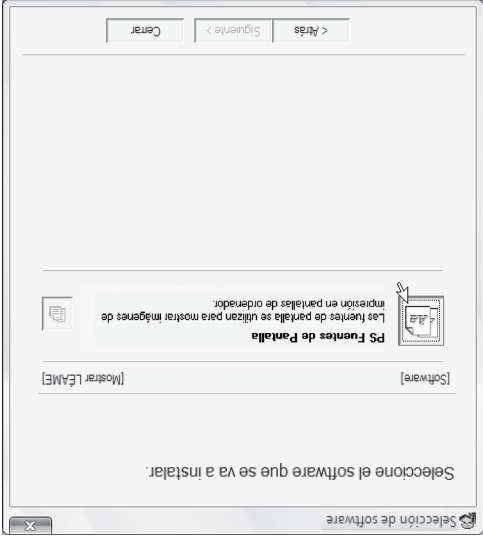 Selección de software
X
Seleccione el software que se va a instalar.
[Software] [Mostrar LÉAME]
Aa
PS Fuentes de Pantalla
Las fuentes de pantalla se utilizan para mostrar imágenes de
impresión en pantallas de ordenador.
< Atrás Siguiente > Cerrar